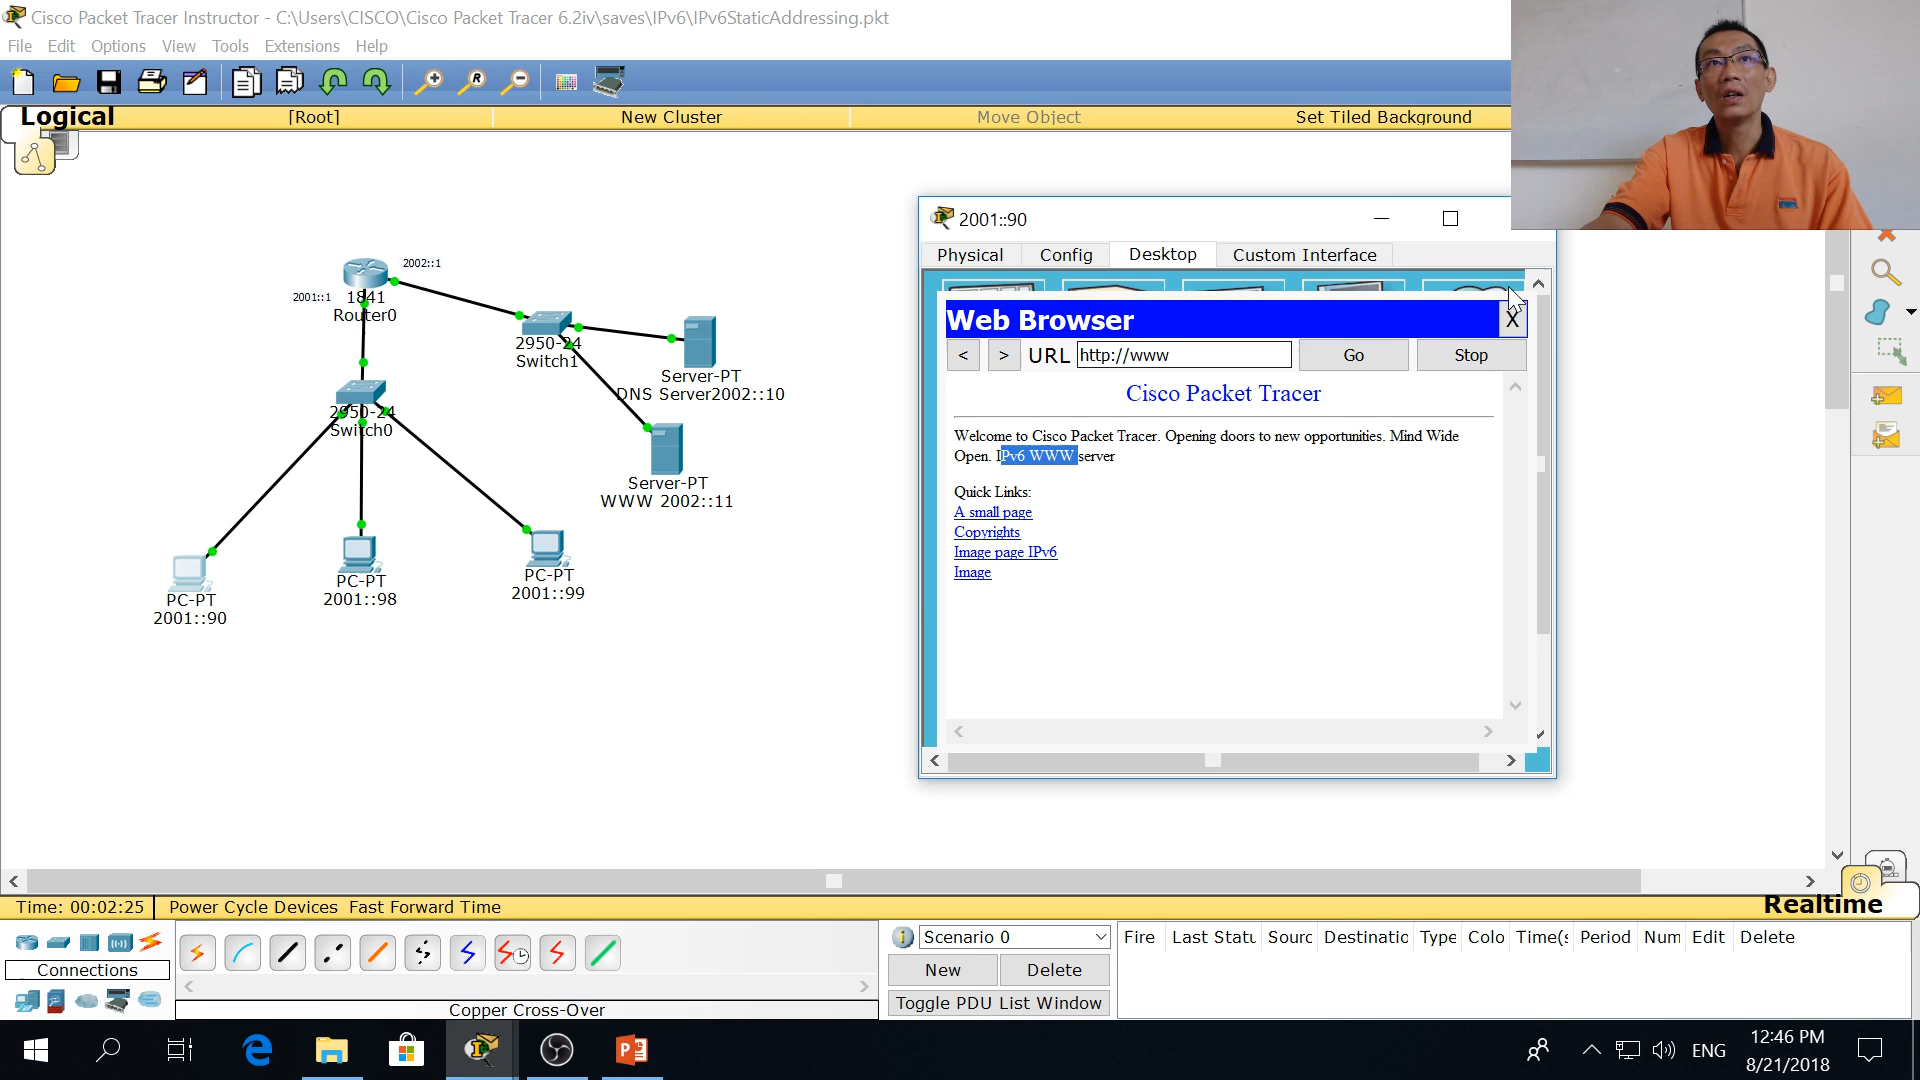 Cisco Packet Tracer Instructor - C:\Users\CISCO\Cisco Packet Tracer 6.2iv\saves\IPv6\IPv6StaticAddressing.pkt
File Edit Options View Tools Extensions Help
Logical [Root] New Cluster Move Object Set Tiled Background
2002::1
2001::1 1841
Router0
2950-24
Switch1
Server-PT
DNS Server2002::10
2950-24
Switch0
Server-PT
WWW 2002::11
PC-PT
2001::90
PC-PT
2001::98
PC-PT
2001::99
2001::90
Physical Config Desktop Custom Interface
Web Browser X
< > URL http://www Go Stop
Cisco Packet Tracer
Welcome to Cisco Packet Tracer. Opening doors to new opportunities. Mind Wide
Open. IPv6 WWW server
Quick Links:
A small page
Copyrights
Image page IPv6
Image
Time: 00:02:25 Power Cycle Devices Fast Forward Time Realtime
Connections
Copper Cross-Over
Scenario 0
New Delete
Toggle PDU List Window
Fire Last Statu Sourc Destinatio Type Colo Time(s Period Num Edit Delete
ENG
12:46 PM
8/21/2018